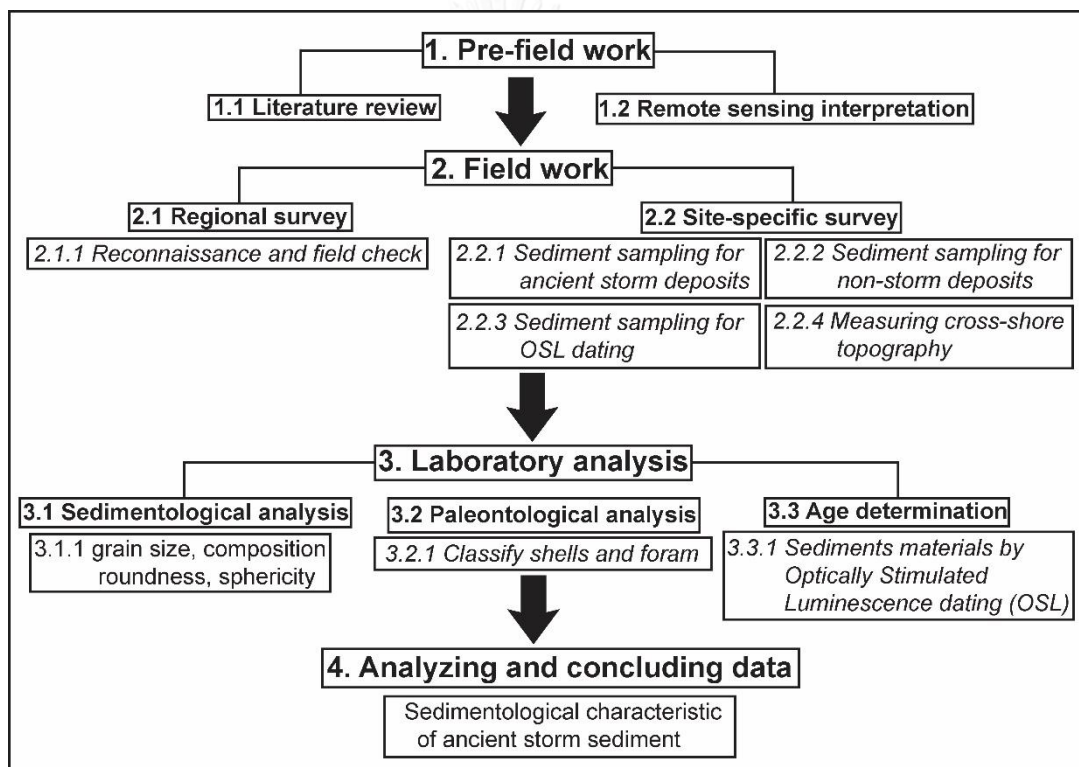 1. Pre-field work
1.1 Literature review
1.2 Remote sensing interpretation
2. Field work
2.1 Regional survey
2.1.1 Reconnaissance and field check
2.2 Site-specific survey
2.2.1 Sediment sampling for
ancient storm deposits
2.2.2 Sediment sampling for
non-storm deposits
2.2.3 Sediment sampling for
OSL dating
2.2.4 Measuring cross-shore
topography
3. Laboratory analysis
3.1 Sedimentological analysis
3.1.1 grain size, composition
roundness, sphericity
3.2 Paleontological analysis
3.2.1 Classify shells and foram
3.3 Age determination
3.3.1 Sediments materials by
Optically Stimulated
Luminescence dating (OSL)
4. Analyzing and concluding data
Sedimentological characteristic
of ancient storm sediment